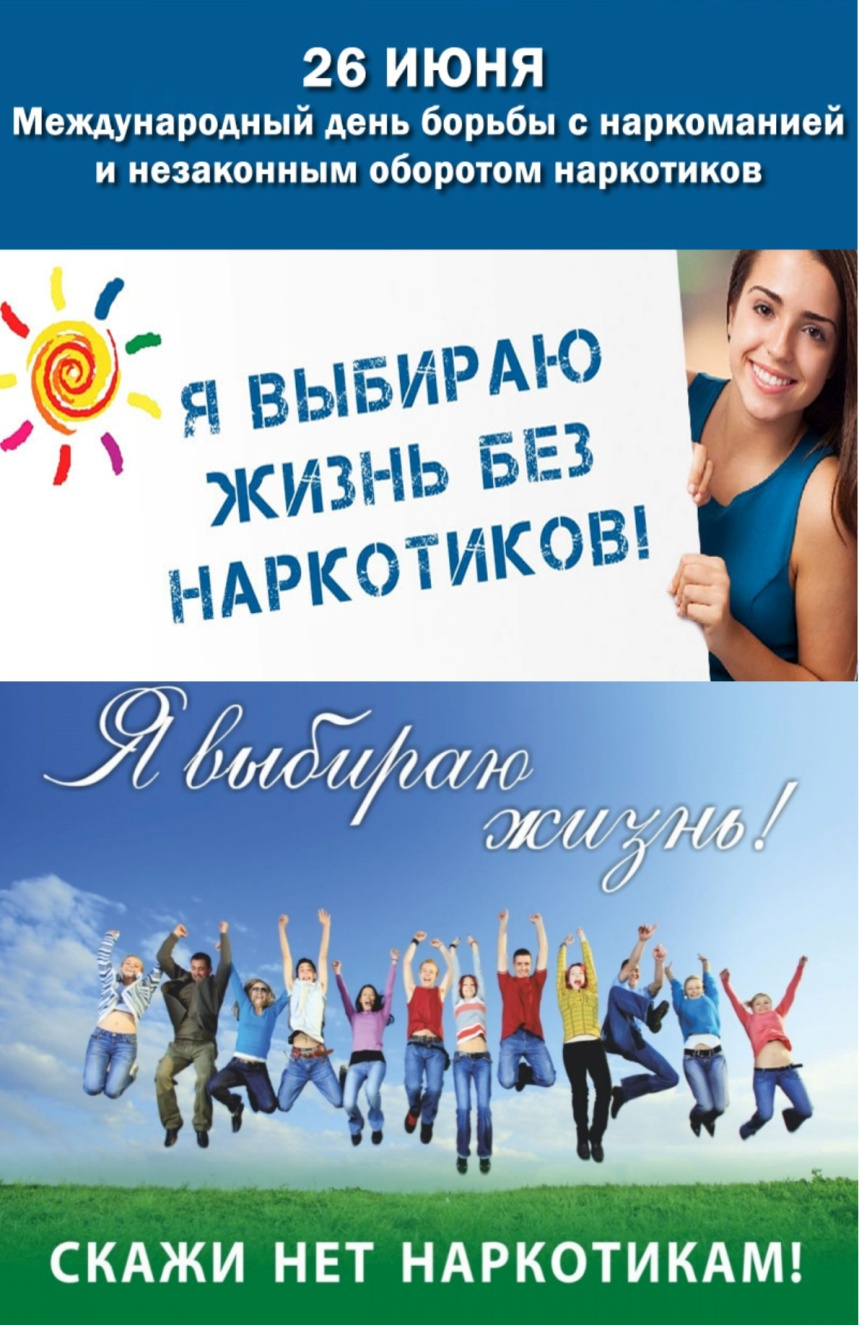 26 ИЮНЯ
Международный день борьбы с наркоманией
и незаконным оборотом наркотиков
Я ВЫБИРАЮ
ЖИЗНЬ БЕЗ
НАРКОТИКОВ!
Я выбираю
жизнь!
СКАЖИ НЕТ НАРКОТИКАМ!